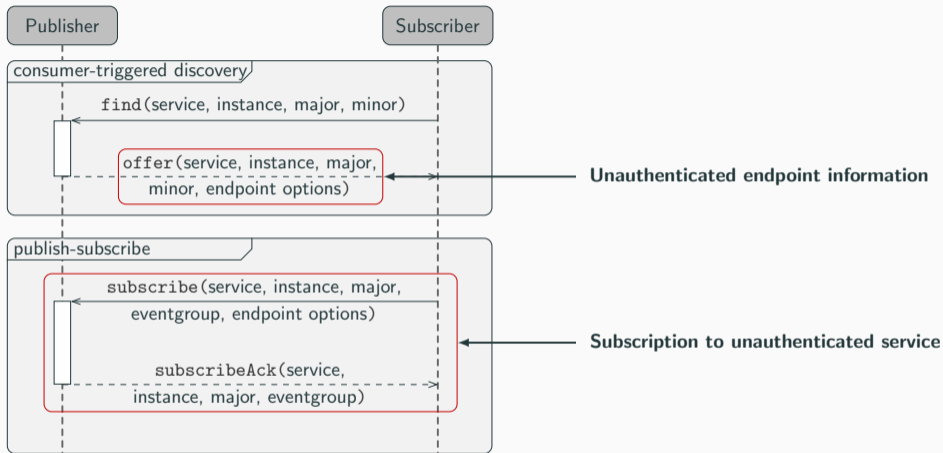 Publisher
Subscriber
consumer-triggered discovery
find(service, instance, major, minor)
offer(service, instance, major,
minor, endpoint options)
Unauthenticated endpoint information
publish-subscribe
subscribe(service, instance, major,
eventgroup, endpoint options)
Subscription to unauthenticated service
subscribeAck(service,
instance, major, eventgroup)